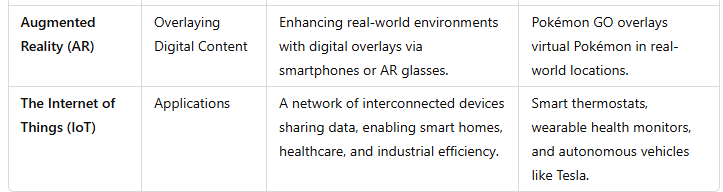 Augmented
Reality (AR)
Overlaying
Digital Content
Enhancing real-world environments
with digital overlays via
smartphones or AR glasses.
Pokémon GO overlays
virtual Pokémon in real-
world locations.
The Internet of
Things (IoT)
Applications
A network of interconnected devices
sharing data, enabling smart homes,
healthcare, and industrial efficiency.
Smart thermostats,
wearable health monitors,
and autonomous vehicles
like Tesla.